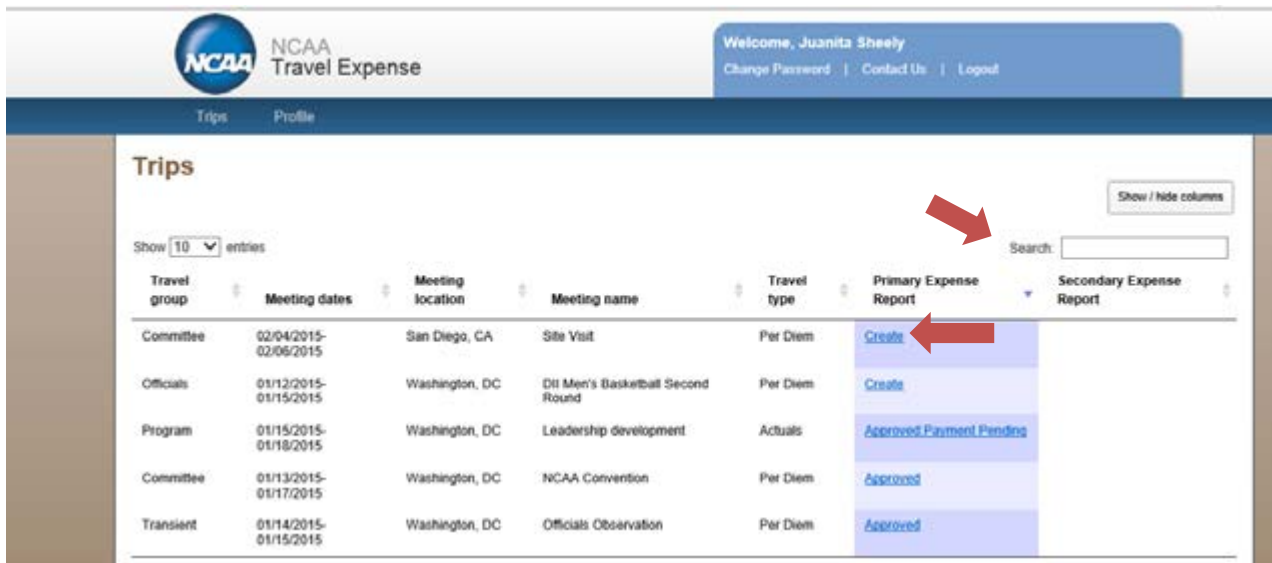 NCAA
NCAA
Travel Expense
Welcome, Juanita Sheely
Change Password | Contact Us | Logout
Trips Profile
Trips
Show / hide columns
Show 10 entries
Search:
Travel group Meeting dates Meeting location Meeting name Travel type Primary Expense Report Secondary Expense Report
Committee 02/04/2015- San Diego, CA Site Visit Per Diem Create
02/06/2015
Officials 01/12/2015- Washington, DC DII Men's Basketball Second Per Diem Create
01/15/2015 Round
Program 01/15/2015- Washington, DC Leadership development Actuals Approved Payment Pending
01/18/2015
Committee 01/13/2015- Washington, DC NCAA Convention Per Diem Approved
01/17/2015
Transient 01/14/2015- Washington, DC Officials Observation Per Diem Approved
01/15/2015